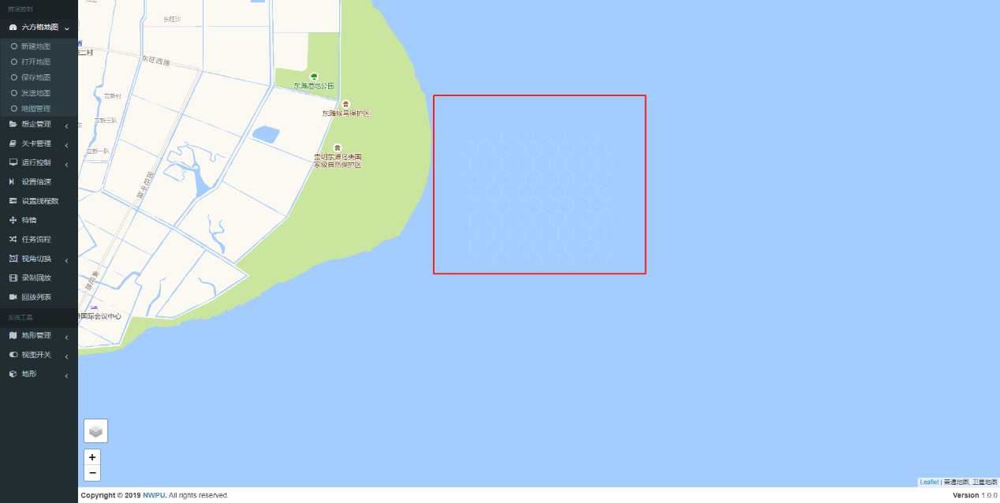 推演控制
六方格地图
新建地图
打开地图
保存地图
发送地图
地图管理
想定管理
关卡管理
运行控制
设置倍速
设置线程数
特情
任务流程
视角切换
录制回放
回放列表
系统工具
地形管理
视图开关
地形
东旺沙
二村
东旺西路
立新村
立新三队
东
立新一队
东滩湿地公园
东滩候鸟保护区
崇明东滩鸟类国
家级自然保护区
国际会议中心
+
−
Leaflet | 普通地图, 卫星地图
Copyright © 2019 NWPU. All rights reserved.
Version 1.0.0